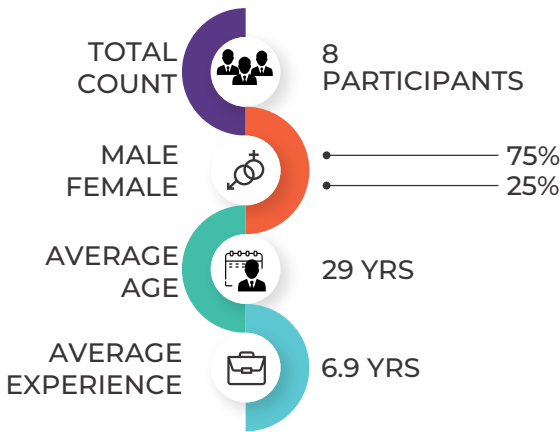 TOTAL
COUNT
8
PARTICIPANTS
MALE
FEMALE
75%
25%
AVERAGE
AGE
29 YRS
AVERAGE
EXPERIENCE
6.9 YRS